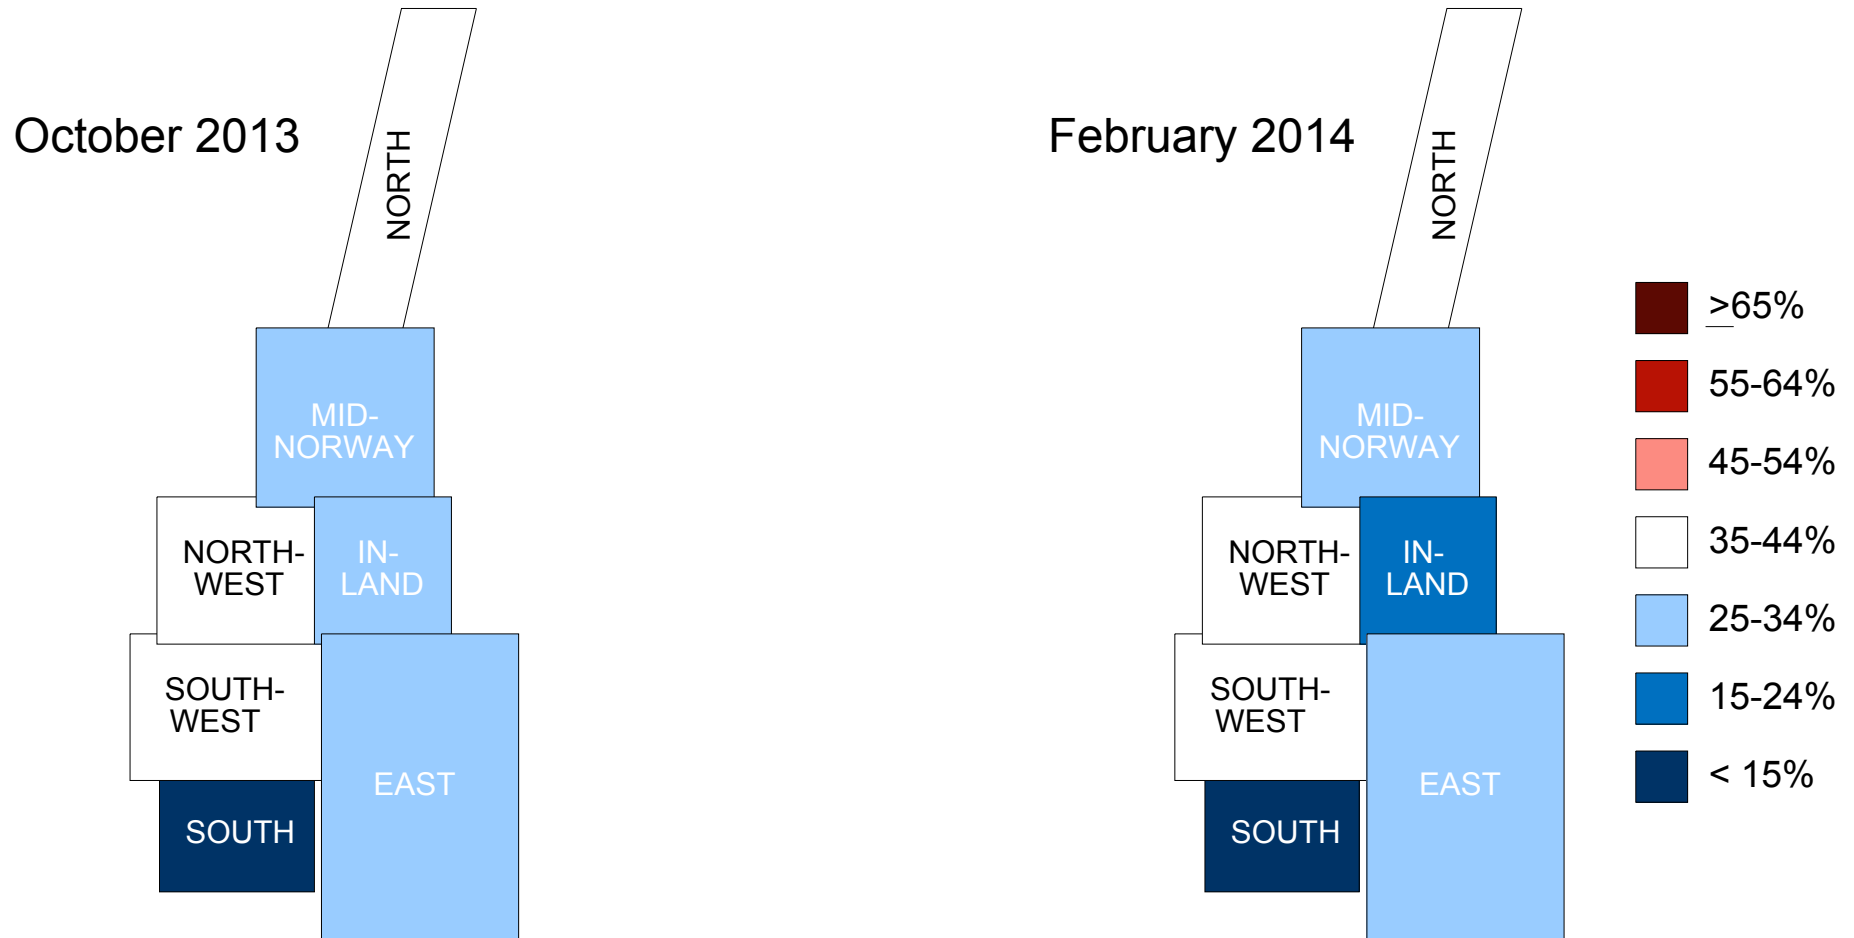 October 2013
NORTH
MID-
NORWAY
NORTH-
WEST
IN-
LAND
SOUTH-
WEST
EAST
SOUTH
February 2014
NORTH
MID-
NORWAY
NORTH-
WEST
IN-
LAND
SOUTH-
WEST
EAST
SOUTH
>65%
55-64%
45-54%
35-44%
25-34%
15-24%
< 15%